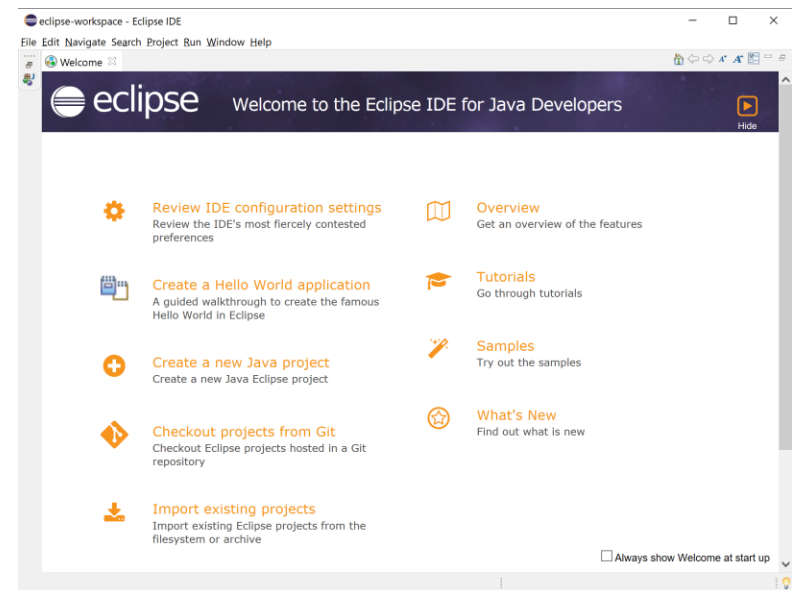 eclipse-workspace - Eclipse IDE
File Edit Navigate Search Project Run Window Help
Welcome
eclipse
Welcome to the Eclipse IDE for Java Developers
Hide
Review IDE configuration settings
Review the IDE's most fiercely contested
preferences
Create a Hello World application
A guided walkthrough to create the famous
Hello World in Eclipse
Create a new Java project
Create a new Java Eclipse project
Checkout projects from Git
Checkout Eclipse projects hosted in a Git
repository
Import existing projects
Import existing Eclipse projects from the
filesystem or archive
Overview
Get an overview of the features
Tutorials
Go through tutorials
Samples
Try out the samples
What's New
Find out what is new
Always show Welcome at start up